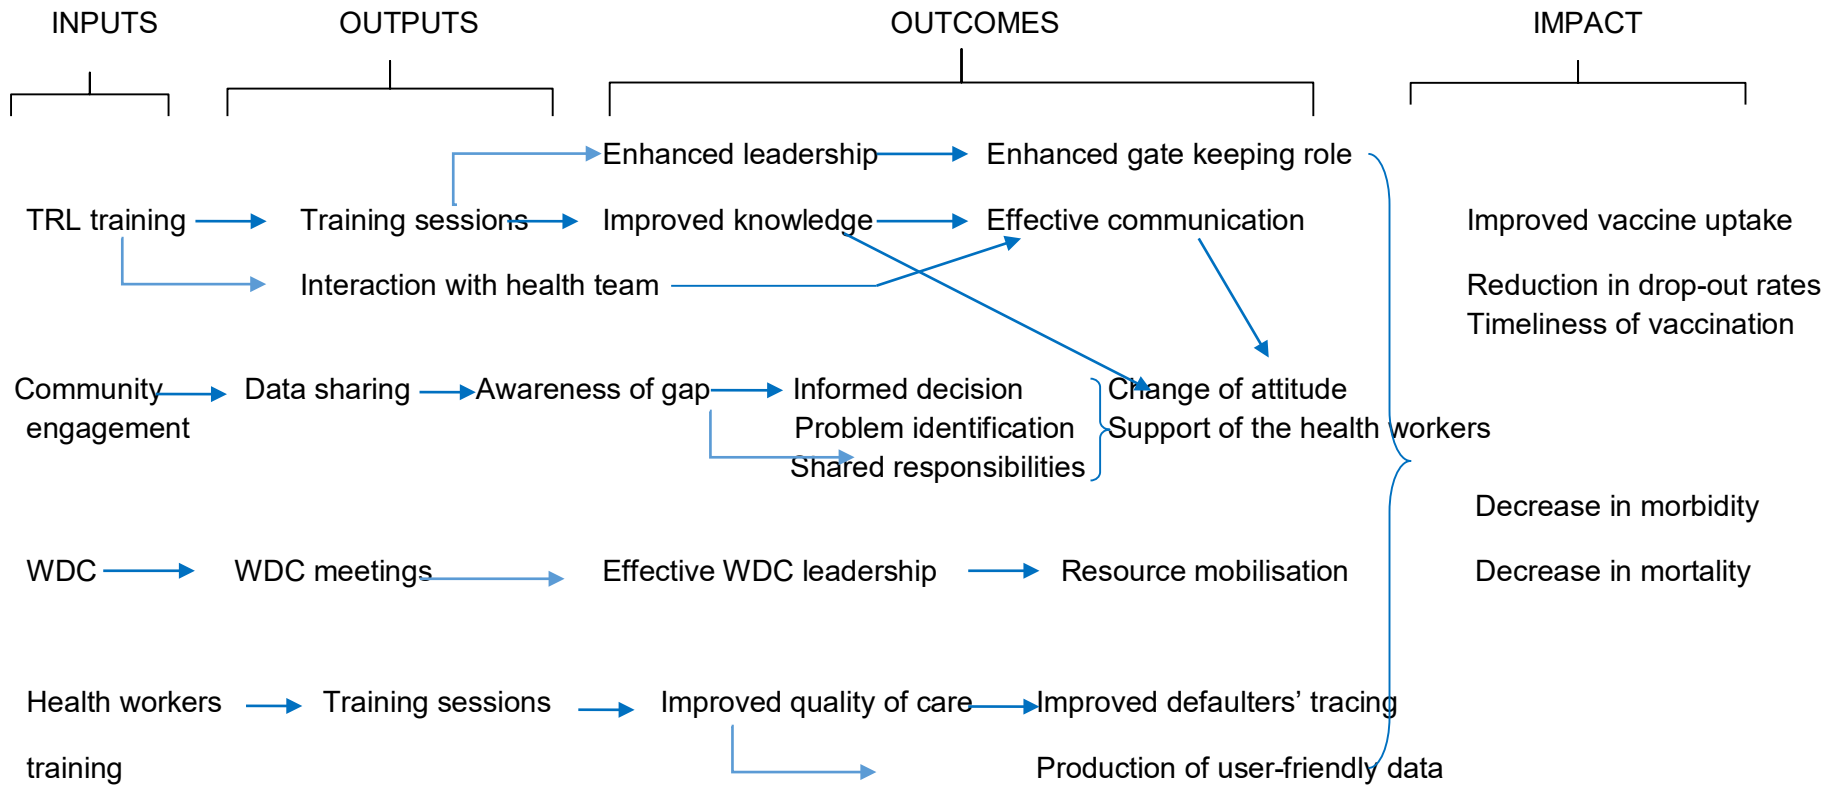 INPUTS OUTPUTS OUTCOMES IMPACT
Enhanced leadership Enhanced gate keeping role
TRL training Training sessions Improved knowledge Effective communication Improved vaccine uptake
Interaction with health team Reduction in drop-out rates
Timeliness of vaccination
Community Data sharing Awareness of gap Informed decision Change of attitude
engagement Problem identification Support of the health workers
Shared responsibilities
Decrease in morbidity
WDC WDC meetings Effective WDC leadership Resource mobilisation Decrease in mortality
Health workers Training sessions Improved quality of care Improved defaulters’ tracing
training Production of user-friendly data